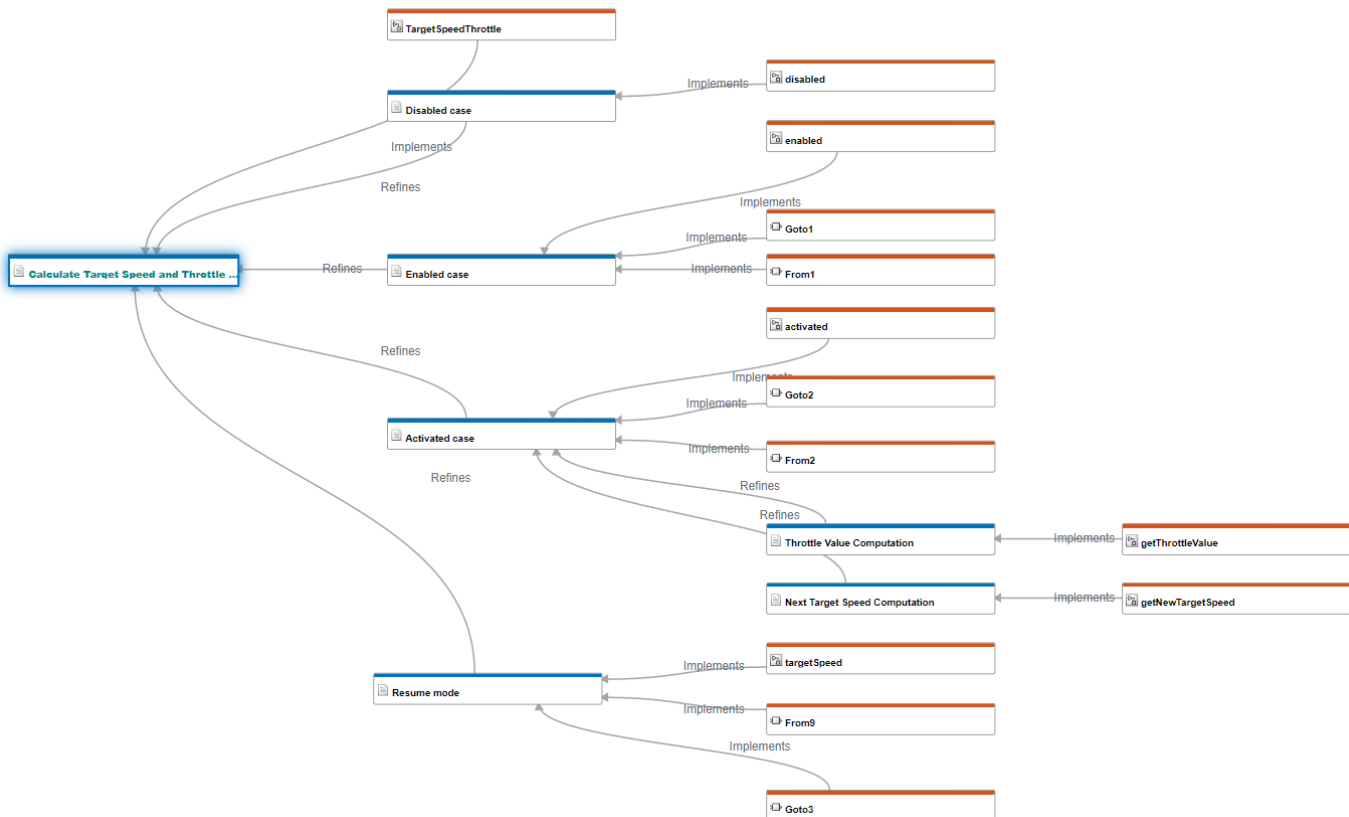 TargetSpeedThrottle
Implements
disabled
Disabled case
enabled
Implements
Refines
Implements
Goto1
Implements
Calculate Target Speed and Throttle ...
Refines
Enabled case
Implements
From1
activated
Refines
Implements
Goto2
Implements
Activated case
Implements
From2
Refines
Refines
Refines
Throttle Value Computation
Implements
getThrottleValue
Next Target Speed Computation
Implements
getNewTargetSpeed
Implements
targetSpeed
Resume mode
Implements
From9
Implements
Goto3